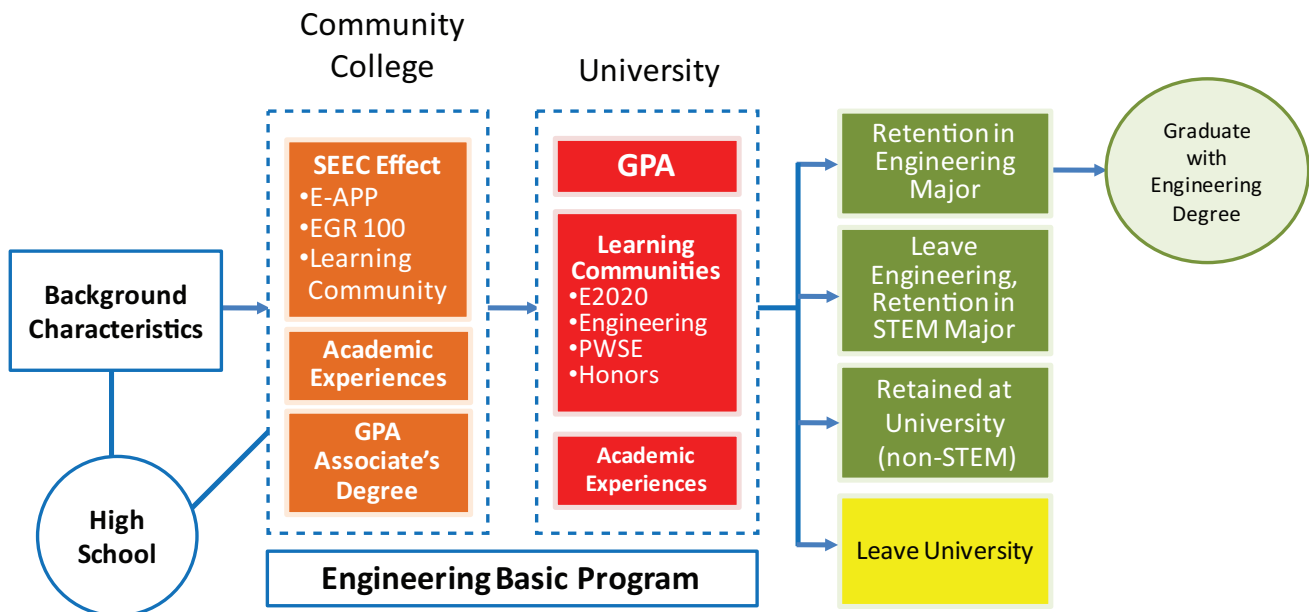 Community
College
University
SEEC Effect
•E-APP
•EGR 100
•Learning
Community
Academic
Experiences
GPA
Associate's
Degree
GPA
Learning
Communities
•E2020
•Engineering
•PWSE
•Honors
Academic
Experiences
Background
Characteristics
High
School
Engineering Basic Program
Retention in
Engineering
Major
Leave
Engineering,
Retention in
STEM Major
Retained at
University
(non-STEM)
Leave University
Graduate
with
Engineering
Degree